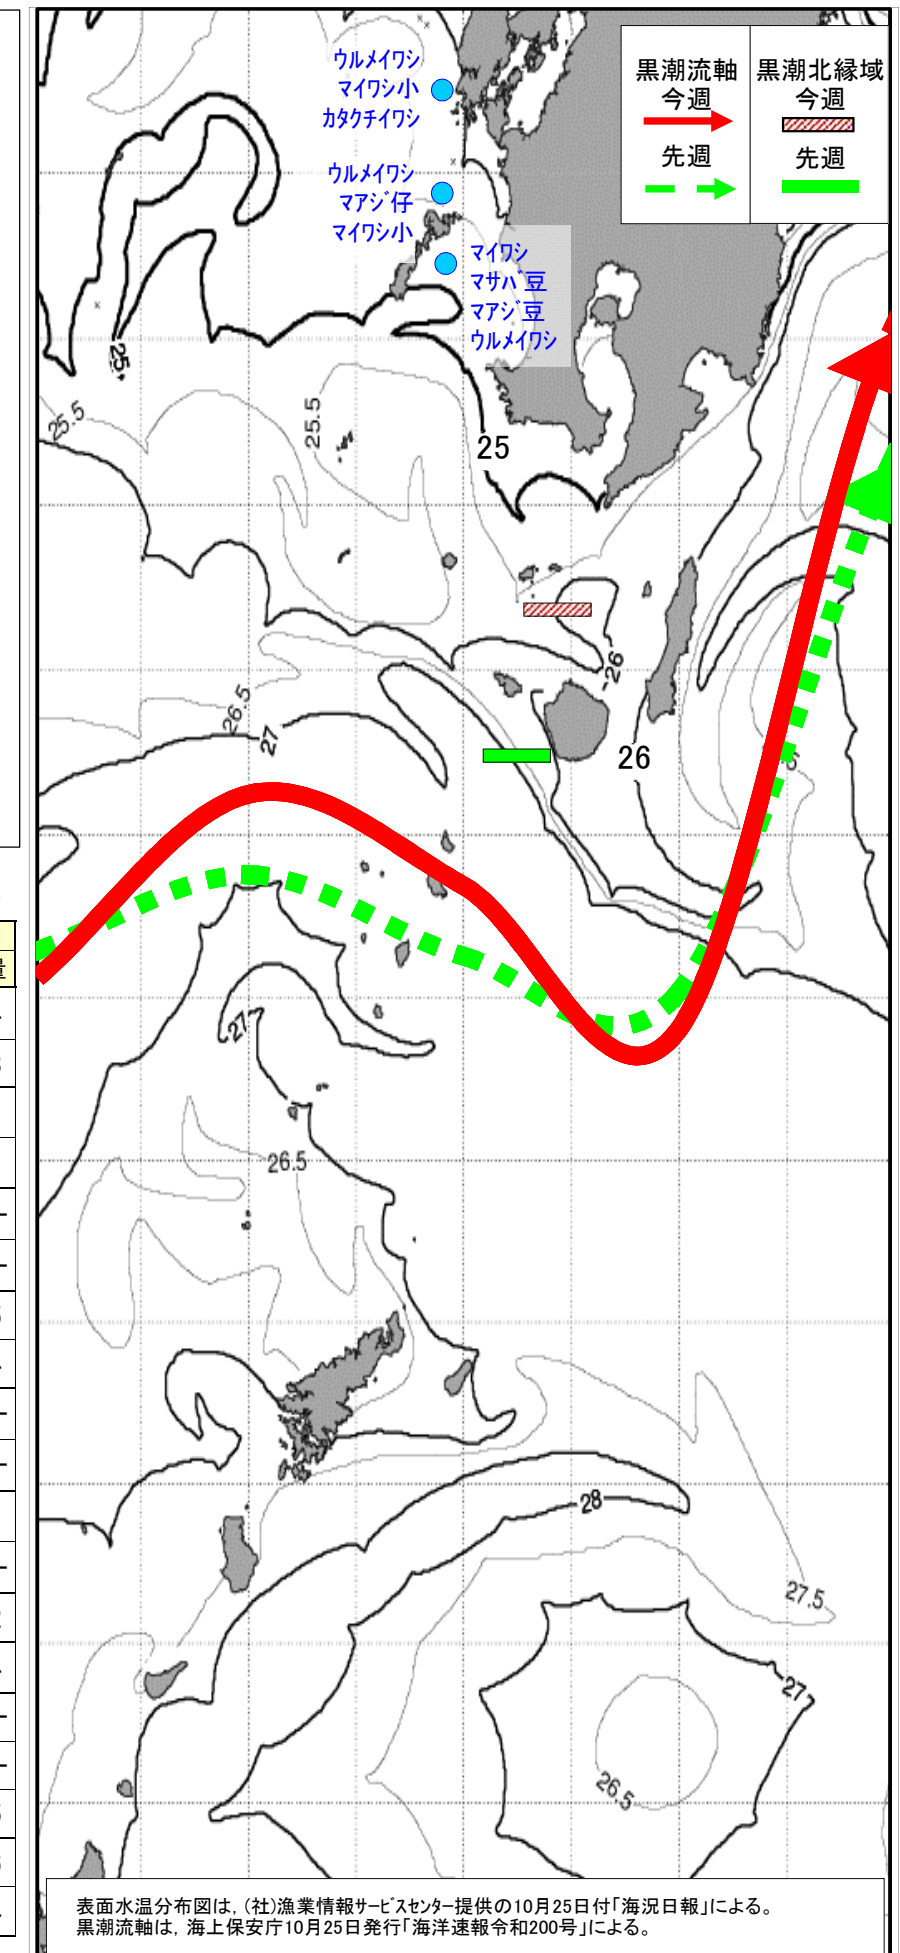 ウルメイワシ
マイワシ小
カタクチイワシ
ウルメイワシ
マアジ仔
マイワシ小
マイワシ
マサバ豆
マアジ豆
ウルメイワシ
黒潮流軸
今週
先週
黒潮北縁域
今週
先週
25
25.5
25.5
25
26
26.5
27
26
27
26.5
28
27.5
27
26.5
表面水温分布図は，(社)漁業情報サービスセンター提供の10月25日付「海況日報」による。
黒潮流軸は，海上保安庁10月25日発行「海洋速報令和200号」による。